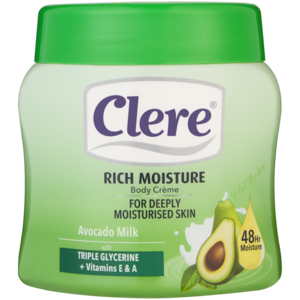 Clere®
RICH MOISTURE
Body Crème
FOR DEEPLY
MOISTURISED SKIN
Avocado Milk
with
TRIPLE GLYCERINE
+ Vitamins E & A
48Hr
Moisture